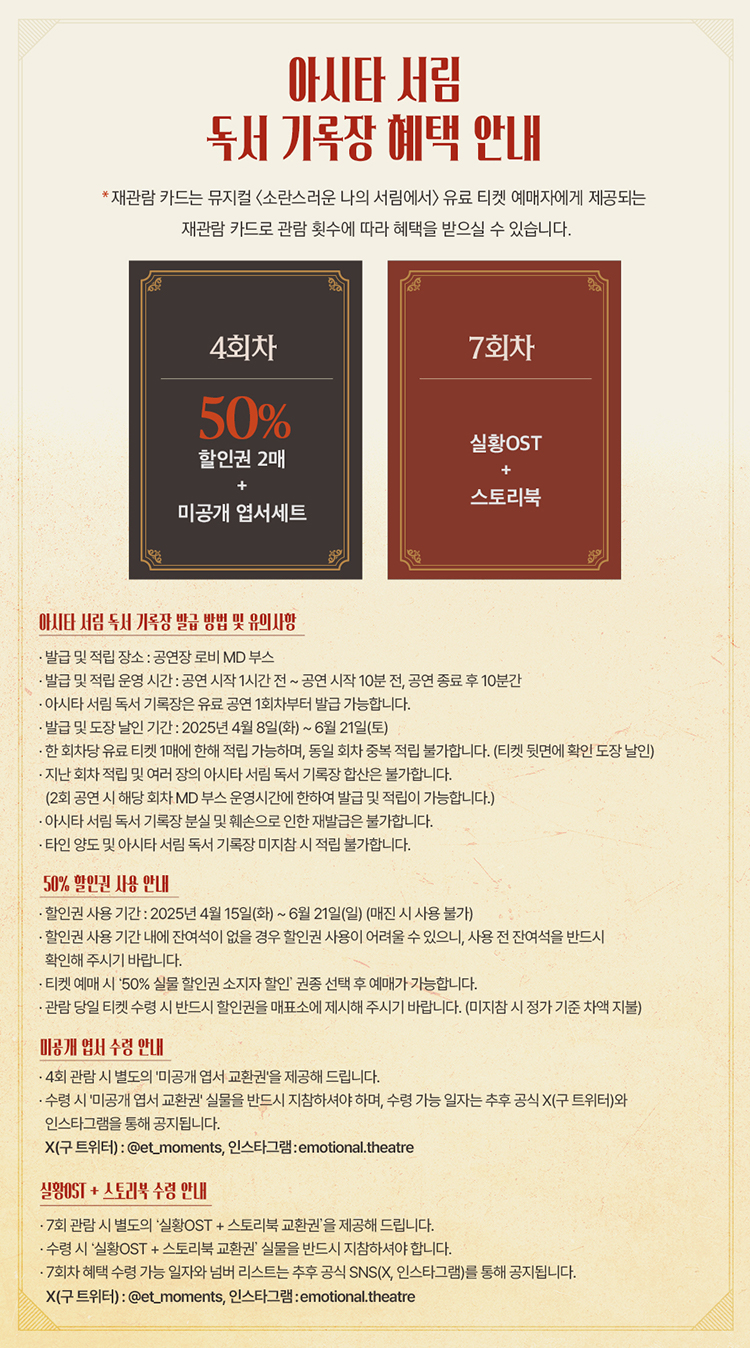 아시타 서림
독서 기록장 혜택 안내
* 재관람 카드는 뮤지컬 〈소란스러운 나의 서림에서〉 유료 티켓 예매자에게 제공되는
재관람 카드로 관람 횟수에 따라 혜택을 받으실 수 있습니다.
4회차
50%
할인권 2매
+
미공개 엽서세트
7회차
실황OST
+
스토리북
아시타 서림 독서 기록장 발급 방법 및 유의사항
· 발급 및 적립 장소 : 공연장 로비 MD 부스
· 발급 및 적립 운영 시간 : 공연 시작 1시간 전 ~ 공연 시작 10분 전, 공연 종료 후 10분간
· 아시타 서림 독서 기록장은 유료 공연 1회차부터 발급 가능합니다.
· 발급 및 도장 날인 기간 : 2025년 4월 8일(화) ~ 6월 21일(토)
· 한 회차당 유료 티켓 1매에 한해 적립 가능하며, 동일 회차 중복 적립 불가합니다. (티켓 뒷면에 확인 도장 날인)
· 지난 회차 적립 및 여러 장의 아시타 서림 독서 기록장 합산은 불가합니다.
(2회 공연 시 해당 회차 MD 부스 운영시간에 한하여 발급 및 적립이 가능합니다.)
· 아시타 서림 독서 기록장 분실 및 훼손으로 인한 재발급은 불가합니다.
· 타인 양도 및 아시타 서림 독서 기록장 미지참 시 적립 불가합니다.
50% 할인권 사용 안내
· 할인권 사용 기간 : 2025년 4월 15일(화) ~ 6월 21일(일) (매진 시 사용 불가)
· 할인권 사용 기간 내에 잔여석이 없을 경우 할인권 사용이 어려울 수 있으니, 사용 전 잔여석을 반드시
확인해 주시기 바랍니다.
· 티켓 예매 시 '50% 실물 할인권 소지자 할인' 권종 선택 후 예매가 가능합니다.
· 관람 당일 티켓 수령 시 반드시 할인권을 매표소에 제시해 주시기 바랍니다. (미지참 시 정가 기준 차액 지불)
미공개 엽서 수령 안내
· 4회 관람 시 별도의 '미공개 엽서 교환권'을 제공해 드립니다.
· 수령 시 '미공개 엽서 교환권' 실물을 반드시 지참하셔야 하며, 수령 가능 일자는 추후 공식 X(구 트위터)와
인스타그램을 통해 공지됩니다.
X(구 트위터) : @et_moments, 인스타그램 : emotional.theatre
실황OST + 스토리북 수령 안내
· 7회 관람 시 별도의 '실황OST + 스토리북 교환권'을 제공해 드립니다.
· 수령 시 '실황OST + 스토리북 교환권' 실물을 반드시 지참하셔야 합니다.
· 7회차 혜택 수령 가능 일자와 넘버 리스트는 추후 공식 SNS(X, 인스타그램)를 통해 공지됩니다.
X(구 트위터) : @et_moments, 인스타그램 : emotional.theatre